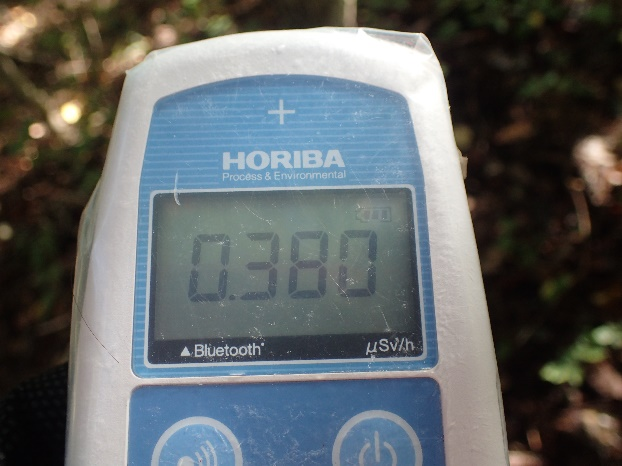 HORIBA
Process & Environmental
0.380
▲Bluetooth
μSv/h